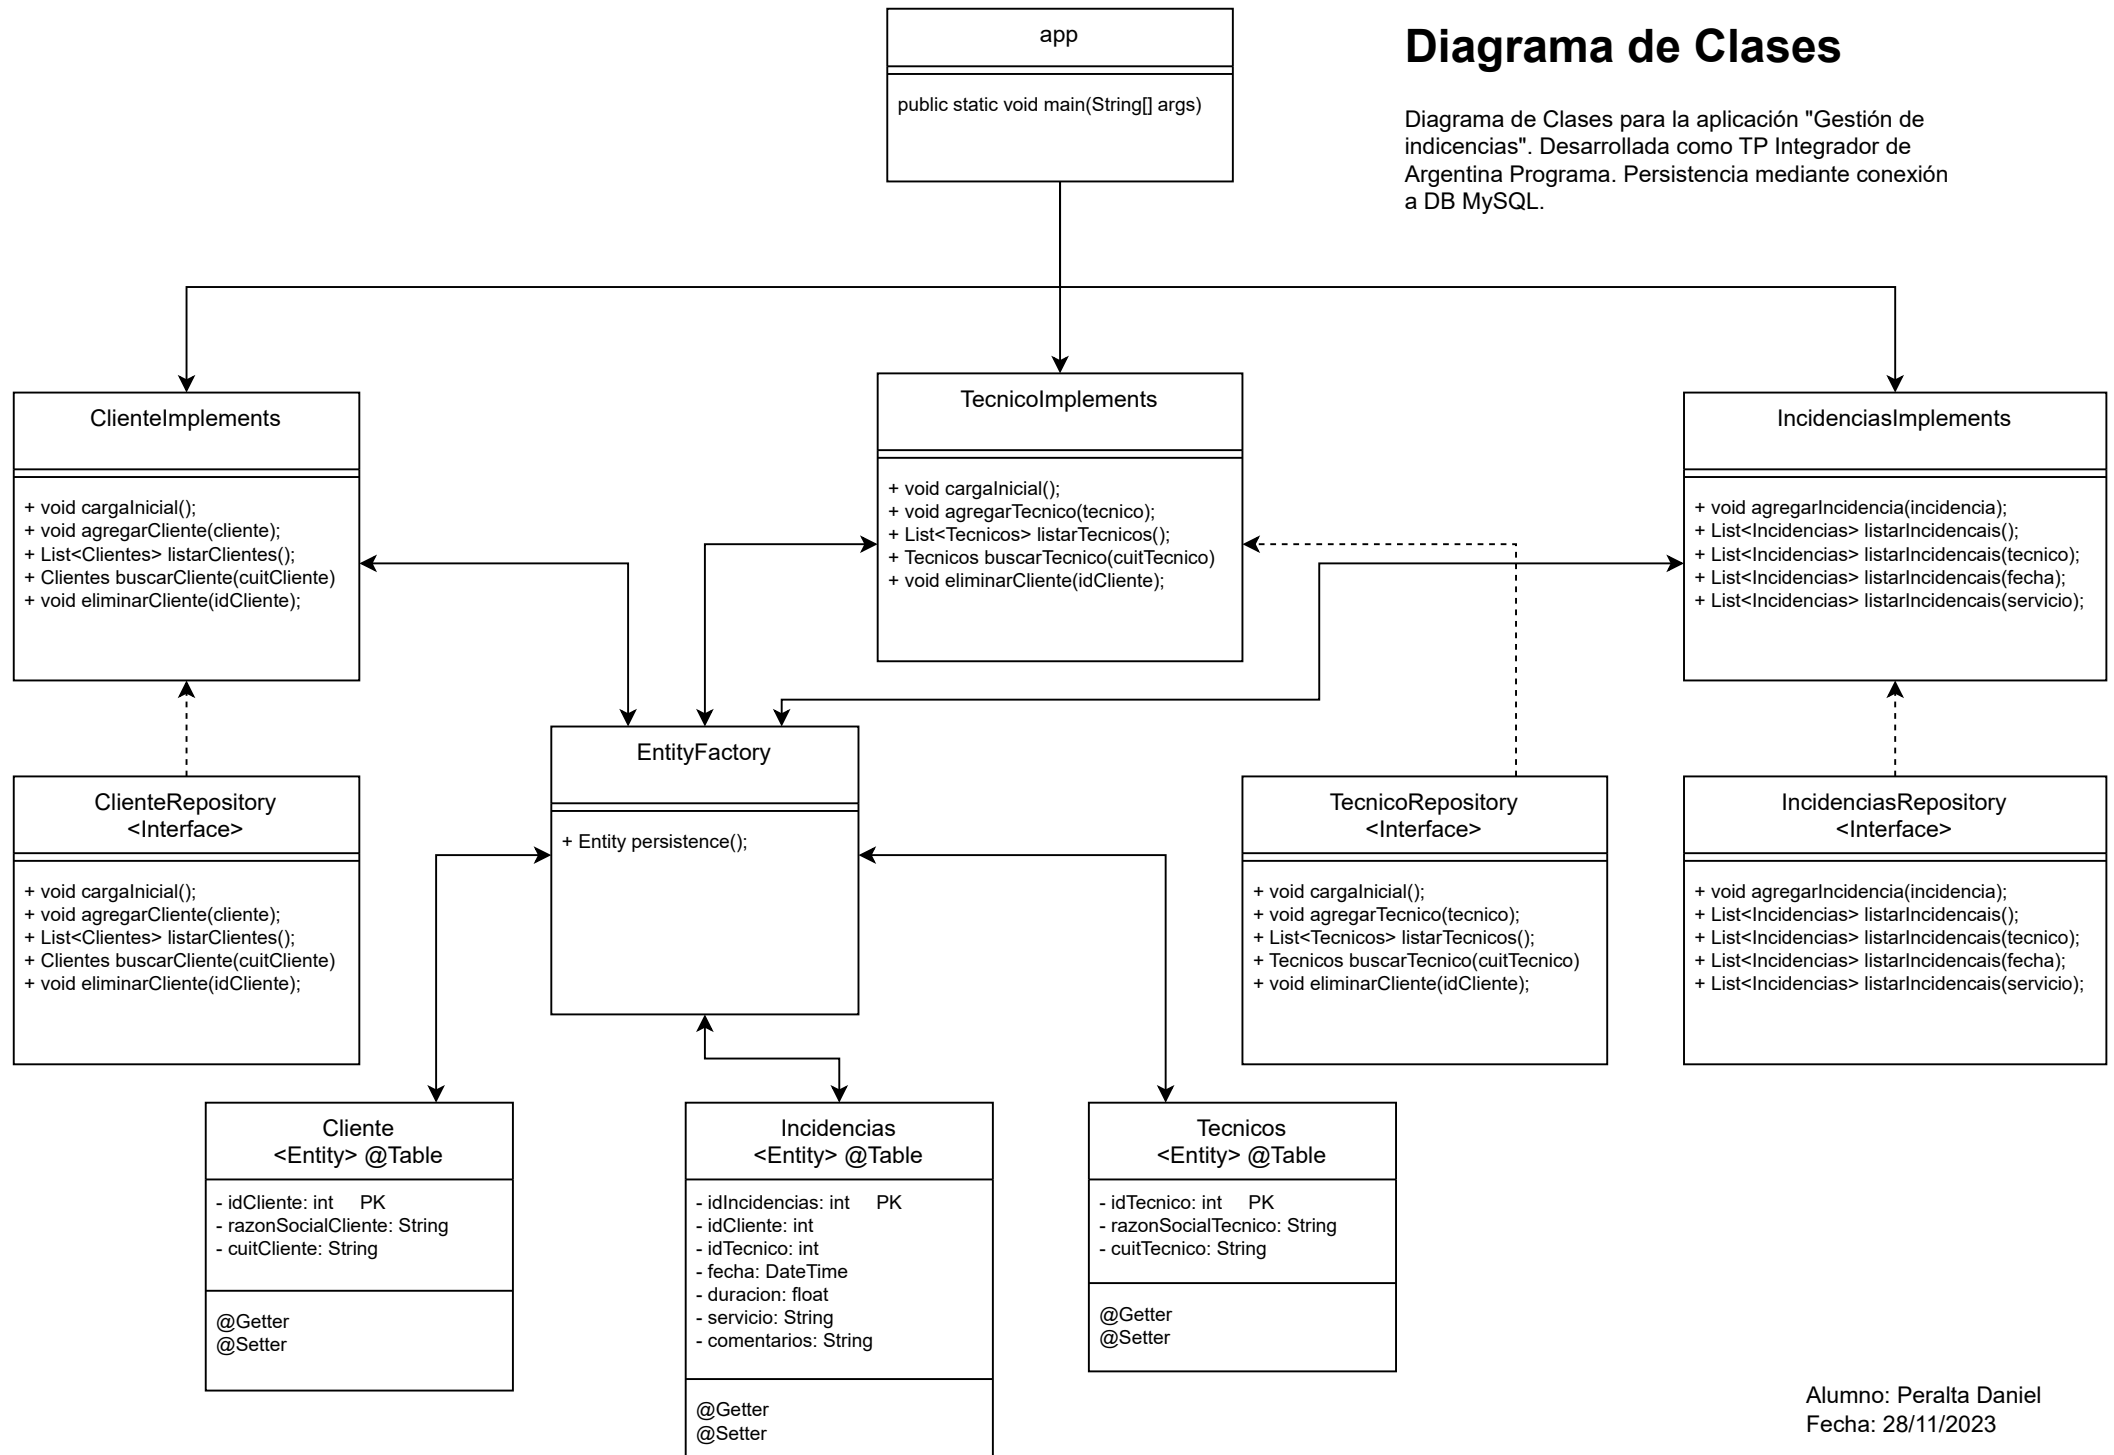 app
public static void main(String[] args)
Diagrama de Clases
Diagrama de Clases para la aplicación "Gestión de
indicencias". Desarrollada como TP Integrador de
Argentina Programa. Persistencia mediante conexión
a DB MySQL.
ClienteImplements
+ void cargaInicial();
+ void agregarCliente(cliente);
+ List<Clientes> listarClientes();
+ Clientes buscarCliente(cuitCliente)
+ void eliminarCliente(idCliente);
TecnicoImplements
+ void cargaInicial();
+ void agregarTecnico(tecnico);
+ List<Tecnicos> listarTecnicos();
+ Tecnicos buscarTecnico(cuitTecnico)
+ void eliminarCliente(idCliente);
IncidenciasImplements
+ void agregarIncidencia(incidencia);
+ List<Incidencias> listarIncidencais();
+ List<Incidencias> listarIncidencais(tecnico);
+ List<Incidencias> listarIncidencais(fecha);
+ List<Incidencias> listarIncidencais(servicio);
EntityFactory
+ Entity persistence();
ClienteRepository
<Interface>
+ void cargaInicial();
+ void agregarCliente(cliente);
+ List<Clientes> listarClientes();
+ Clientes buscarCliente(cuitCliente)
+ void eliminarCliente(idCliente);
TecnicoRepository
<Interface>
+ void cargaInicial();
+ void agregarTecnico(tecnico);
+ List<Tecnicos> listarTecnicos();
+ Tecnicos buscarTecnico(cuitTecnico)
+ void eliminarCliente(idCliente);
IncidenciasRepository
<Interface>
+ void agregarIncidencia(incidencia);
+ List<Incidencias> listarIncidencais();
+ List<Incidencias> listarIncidencais(tecnico);
+ List<Incidencias> listarIncidencais(fecha);
+ List<Incidencias> listarIncidencais(servicio);
Cliente
<Entity> @Table
- idCliente: int PK
- razonSocialCliente: String
- cuitCliente: String
@Getter
@Setter
Incidencias
<Entity> @Table
- idIncidencias: int PK
- idCliente: int
- idTecnico: int
- fecha: DateTime
- duracion: float
- servicio: String
- comentarios: String
@Getter
@Setter
Tecnicos
<Entity> @Table
- idTecnico: int PK
- razonSocialTecnico: String
- cuitTecnico: String
@Getter
@Setter
Alumno: Peralta Daniel
Fecha: 28/11/2023